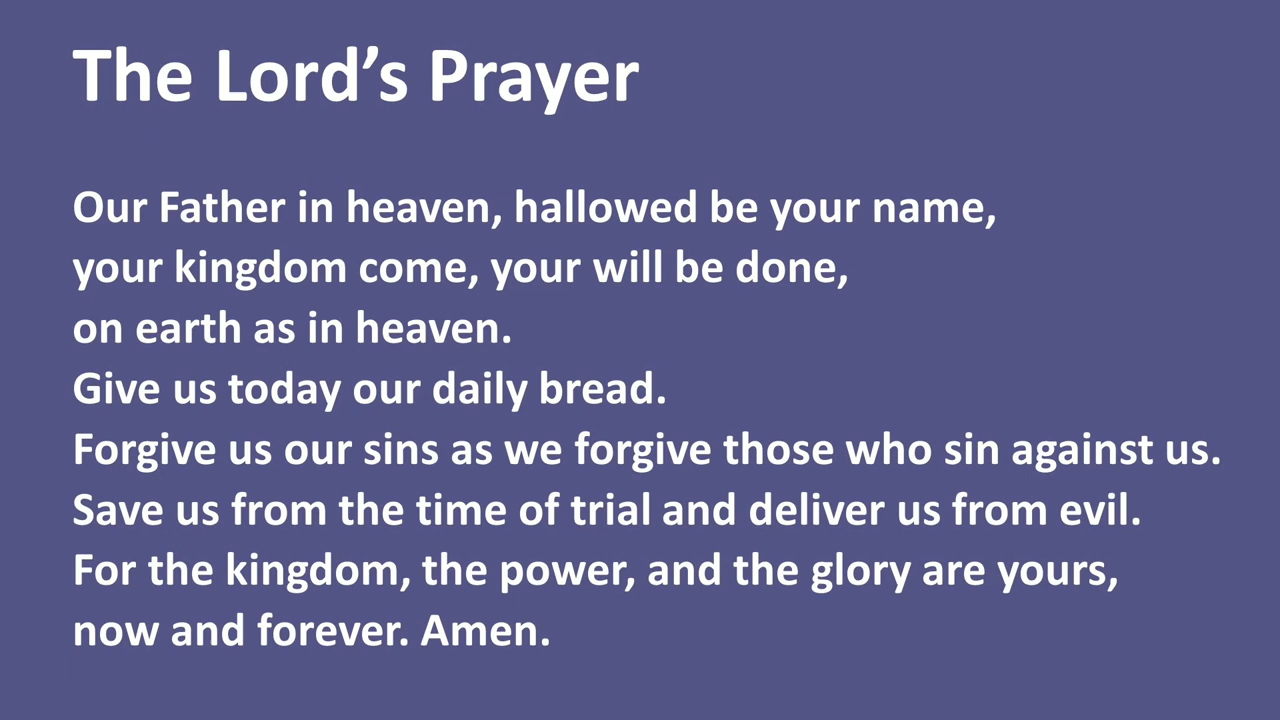 The Lord’s Prayer
Our Father in heaven, hallowed be your name,
your kingdom come, your will be done,
on earth as in heaven.
Give us today our daily bread.
Forgive us our sins as we forgive those who sin against us.
Save us from the time of trial and deliver us from evil.
For the kingdom, the power, and the glory are yours,
now and forever. Amen.